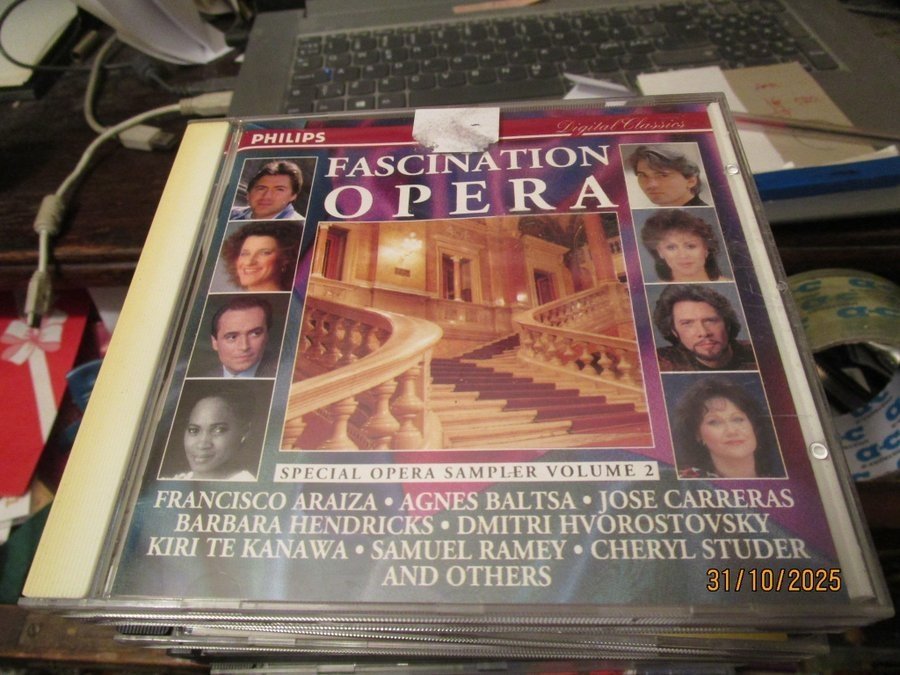 PHILIPS
Digital Classics
FASCINATION
OPERA
SPECIAL OPERA SAMPLER VOLUME 2
FRANCISCO ARAIZA • AGNES BALTSA • JOSE CARRERAS
BARBARA HENDRICKS • DMITRI HVOROSTOVSKY
KIRI TE KANAWA • SAMUEL RAMEY • CHERYL STUDER
AND OTHERS
31/10/2025